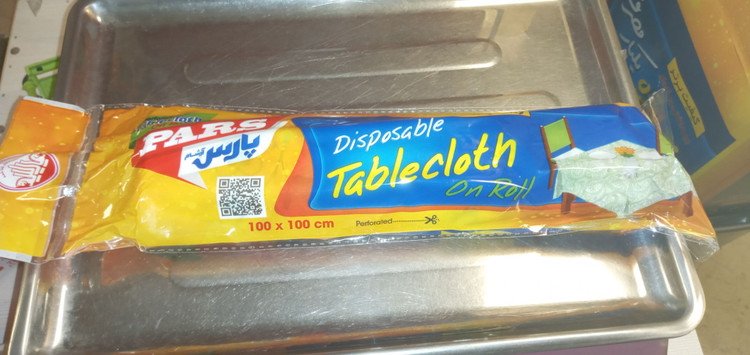 PARS
پارس
Disposable
Tablecloth
On Roll
100 x 100 cm
Perforated